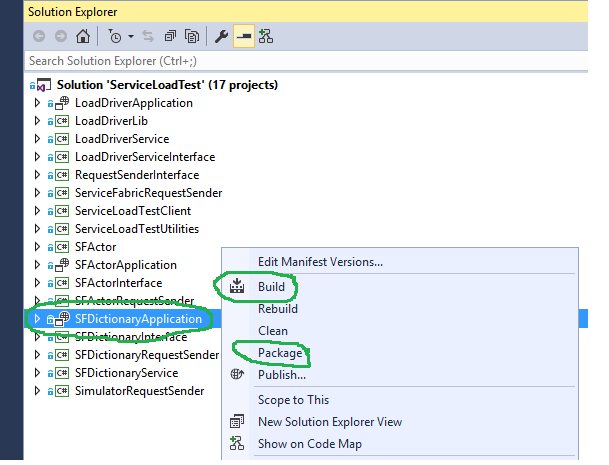 Solution Explorer
Search Solution Explorer (Ctrl+;)
Solution 'ServiceLoadTest' (17 projects)
LoadDriverApplication
C# LoadDriverLib
C# LoadDriverService
C# LoadDriverServiceInterface
C# RequestSenderInterface
C# ServiceFabricRequestSender
C# ServiceLoadTestClient
C# ServiceLoadTestUtilities
C# SFActor
SFActorApplication
C# SFActorInterface
C# SFActorRequestSender
SFDictionaryApplication
C# SFDictionaryInterface
C# SFDictionaryRequestSender
C# SFDictionaryService
C# SimulatorRequestSender
Edit Manifest Versions...
Build
Rebuild
Clean
Package
Publish...
Scope to This
New Solution Explorer View
Show on Code Map